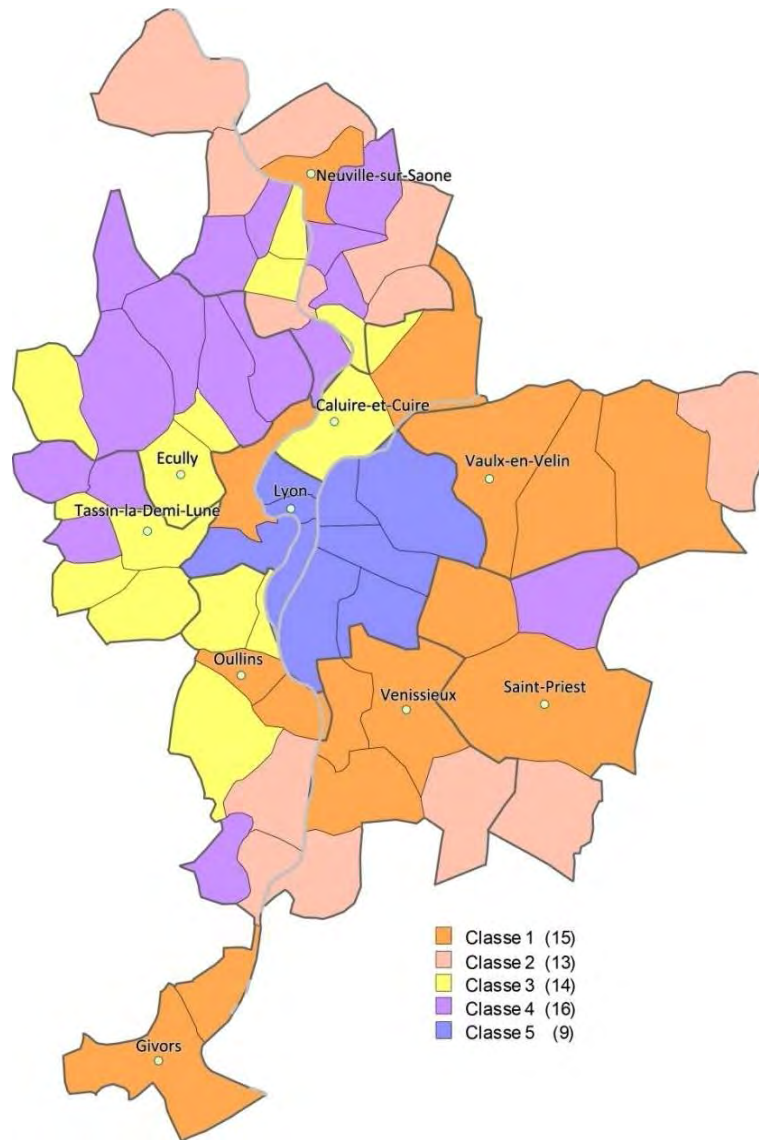 Neuville-sur-Saone
Caluire-et-Cuire
Ecully
Vaulx-en-Velin
Lyon
Tassin-la-Demi-Lune
Oullins
Venissieux
Saint-Priest
Classe 1 (15)
Classe 2 (13)
Classe 3 (14)
Classe 4 (16)
Classe 5 (9)
Givors